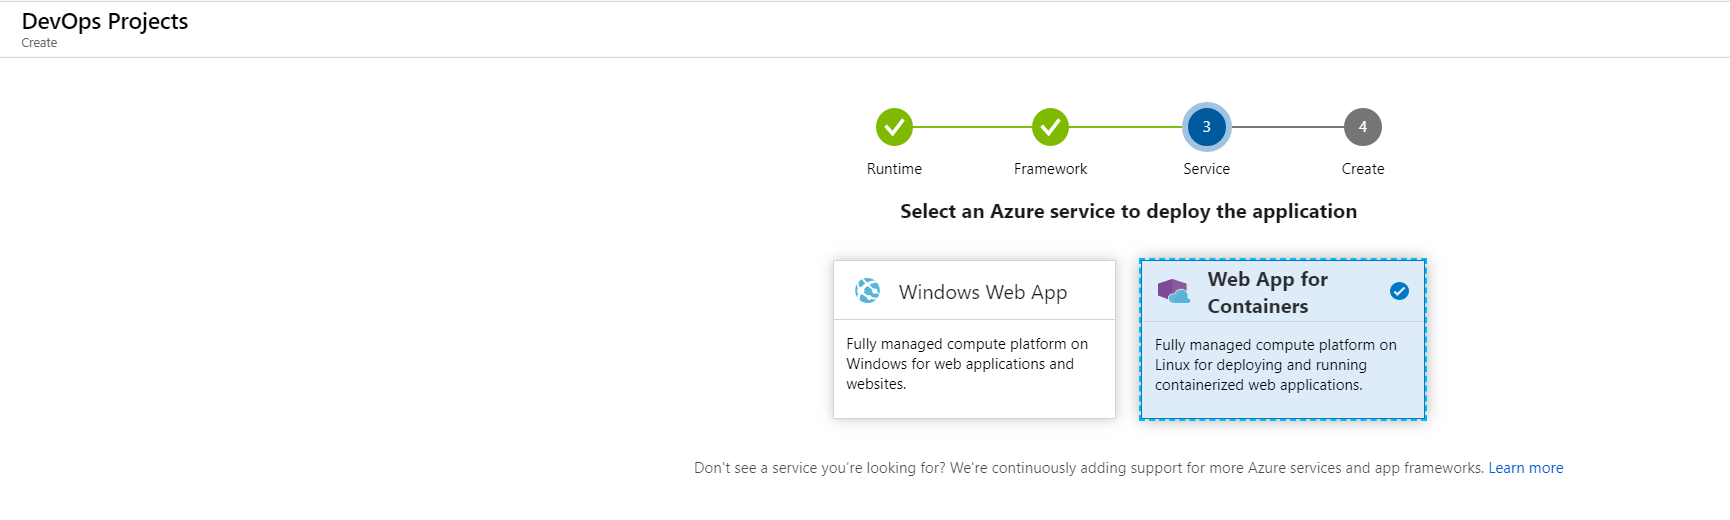 DevOps Projects
Create
3
4
Runtime
Framework
Service
Create
Select an Azure service to deploy the application
Windows Web App
Fully managed compute platform on
Windows for web applications and
websites.
Web App for
Containers
Fully managed compute platform on
Linux for deploying and running
containerized web applications.
Don't see a service you're looking for? We're continuously adding support for more Azure services and app frameworks. Learn more